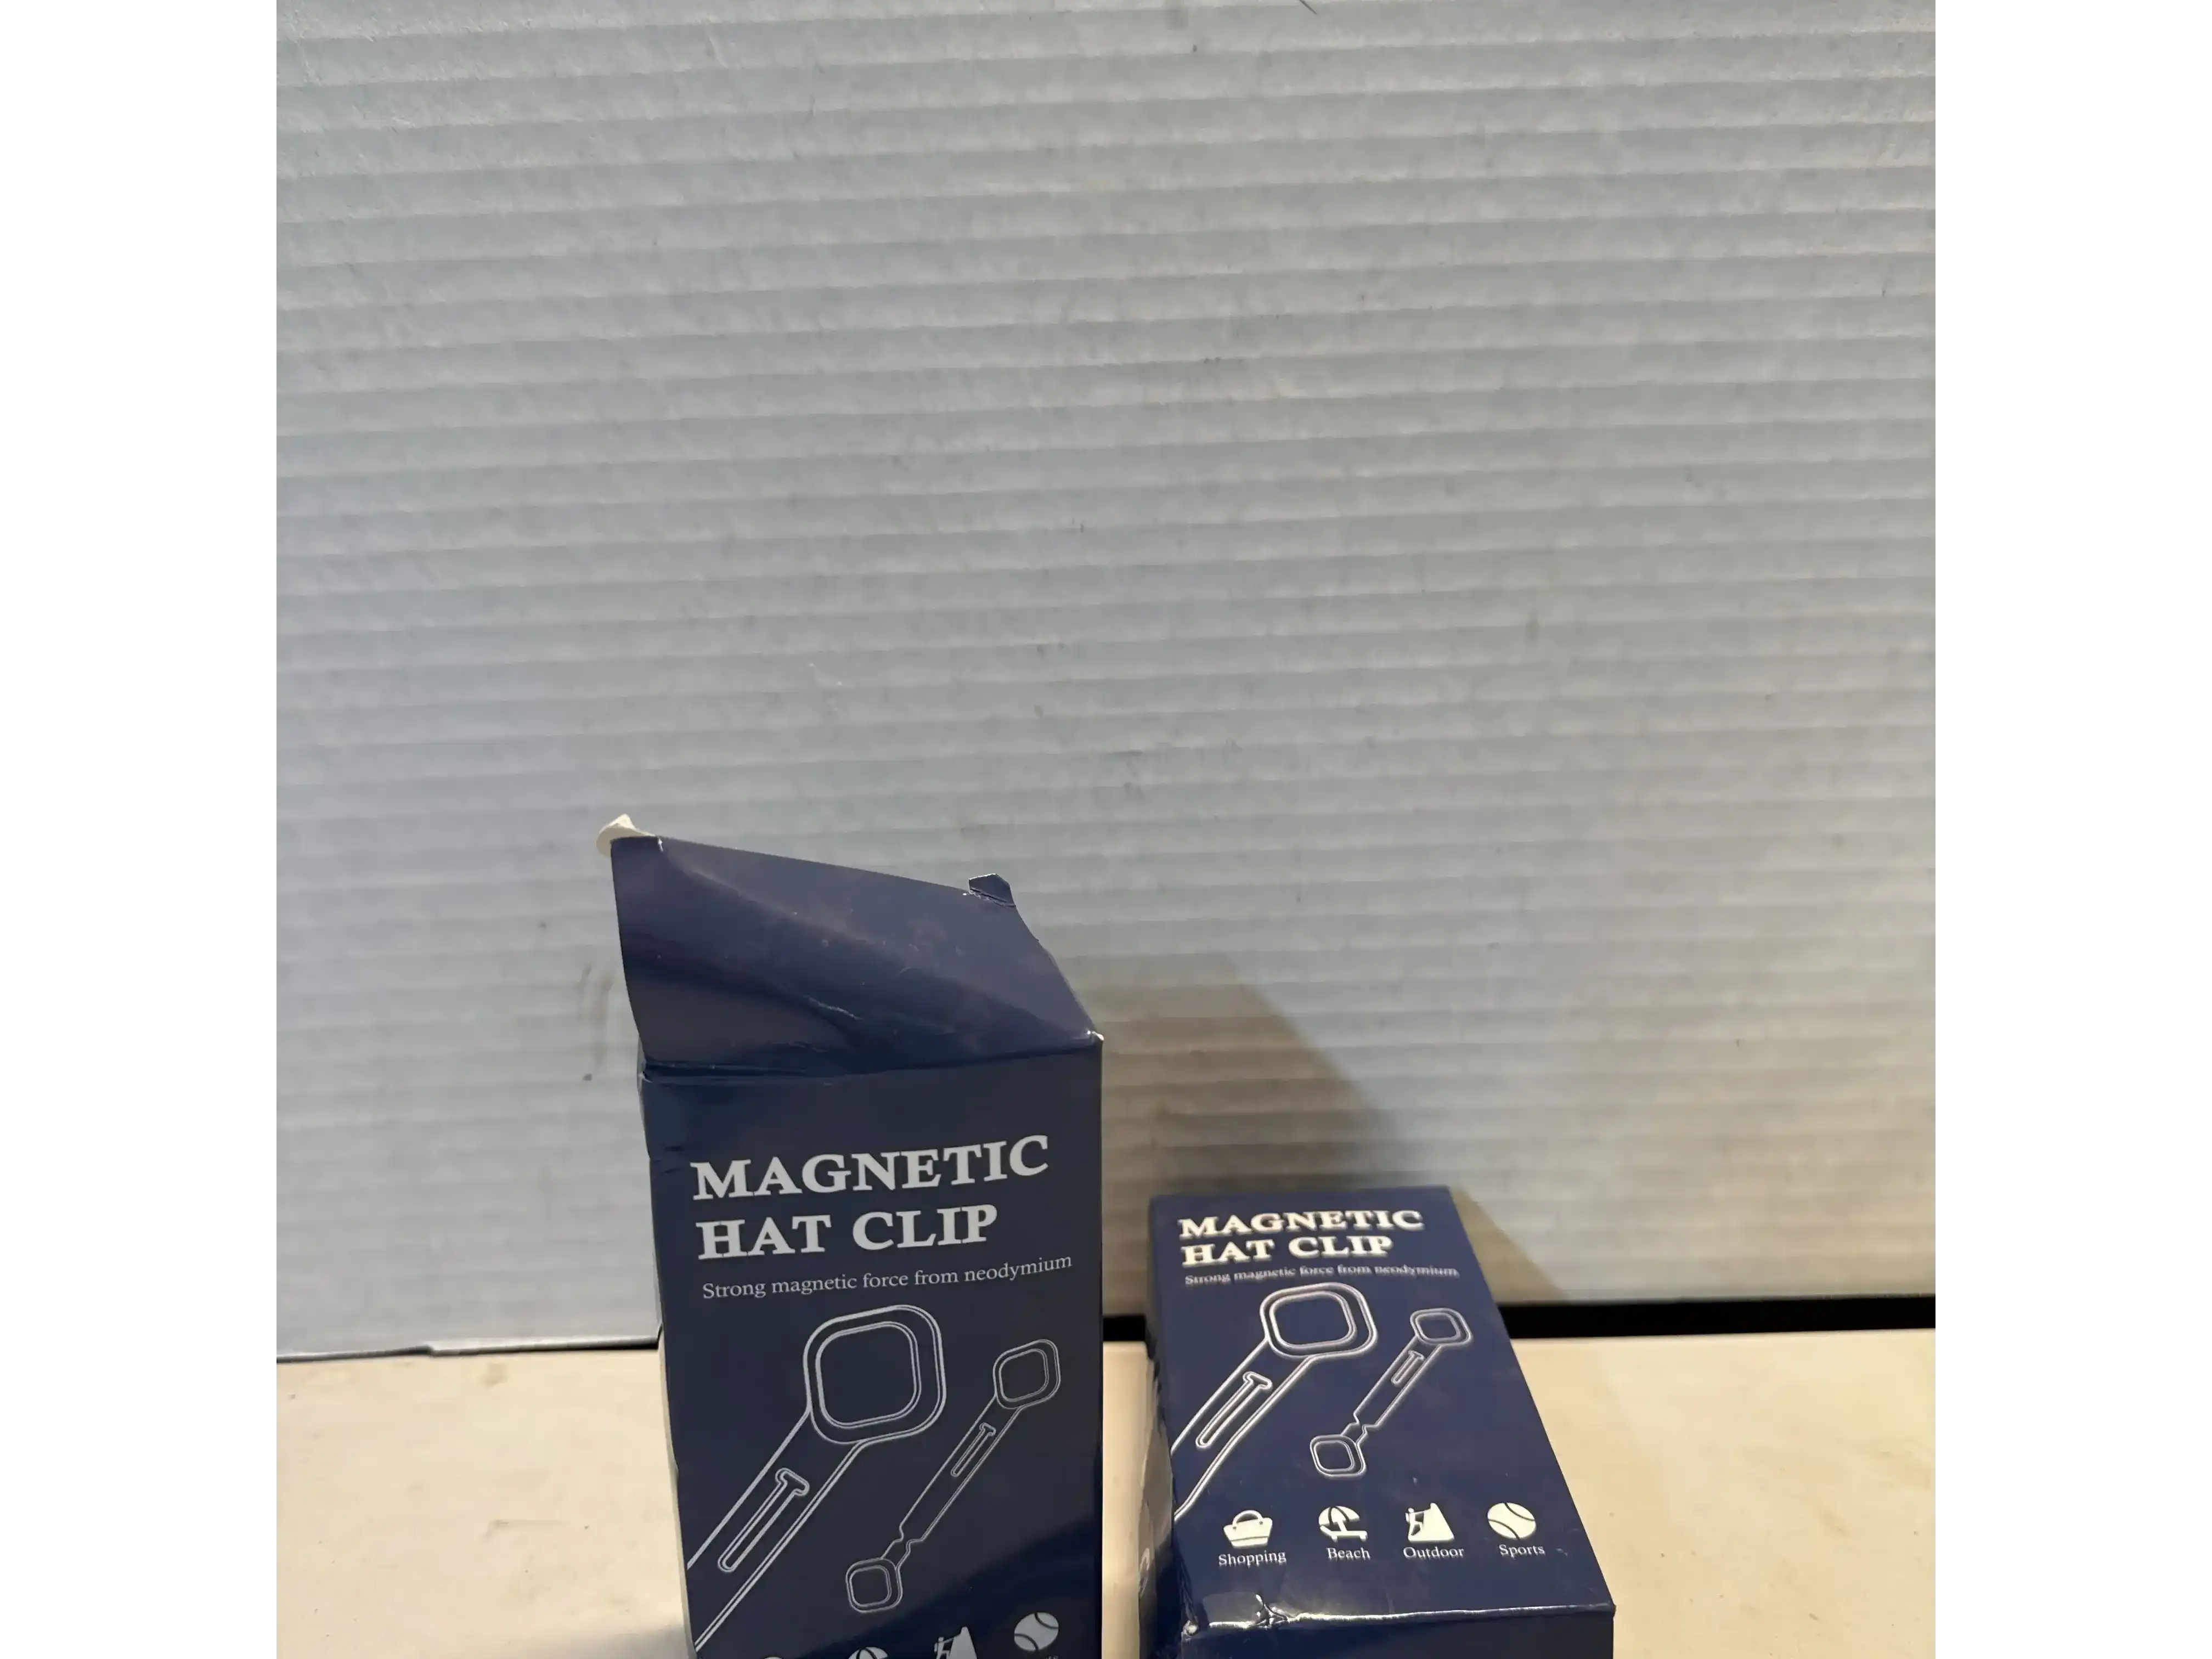 MAGNETIC
HAT CLIP
Strong magnetic force from neodymium
MAGNETIC
HAT CLIP
Strong magnetic force from neodymium
Shopping
Beach
Outdoor
Sports